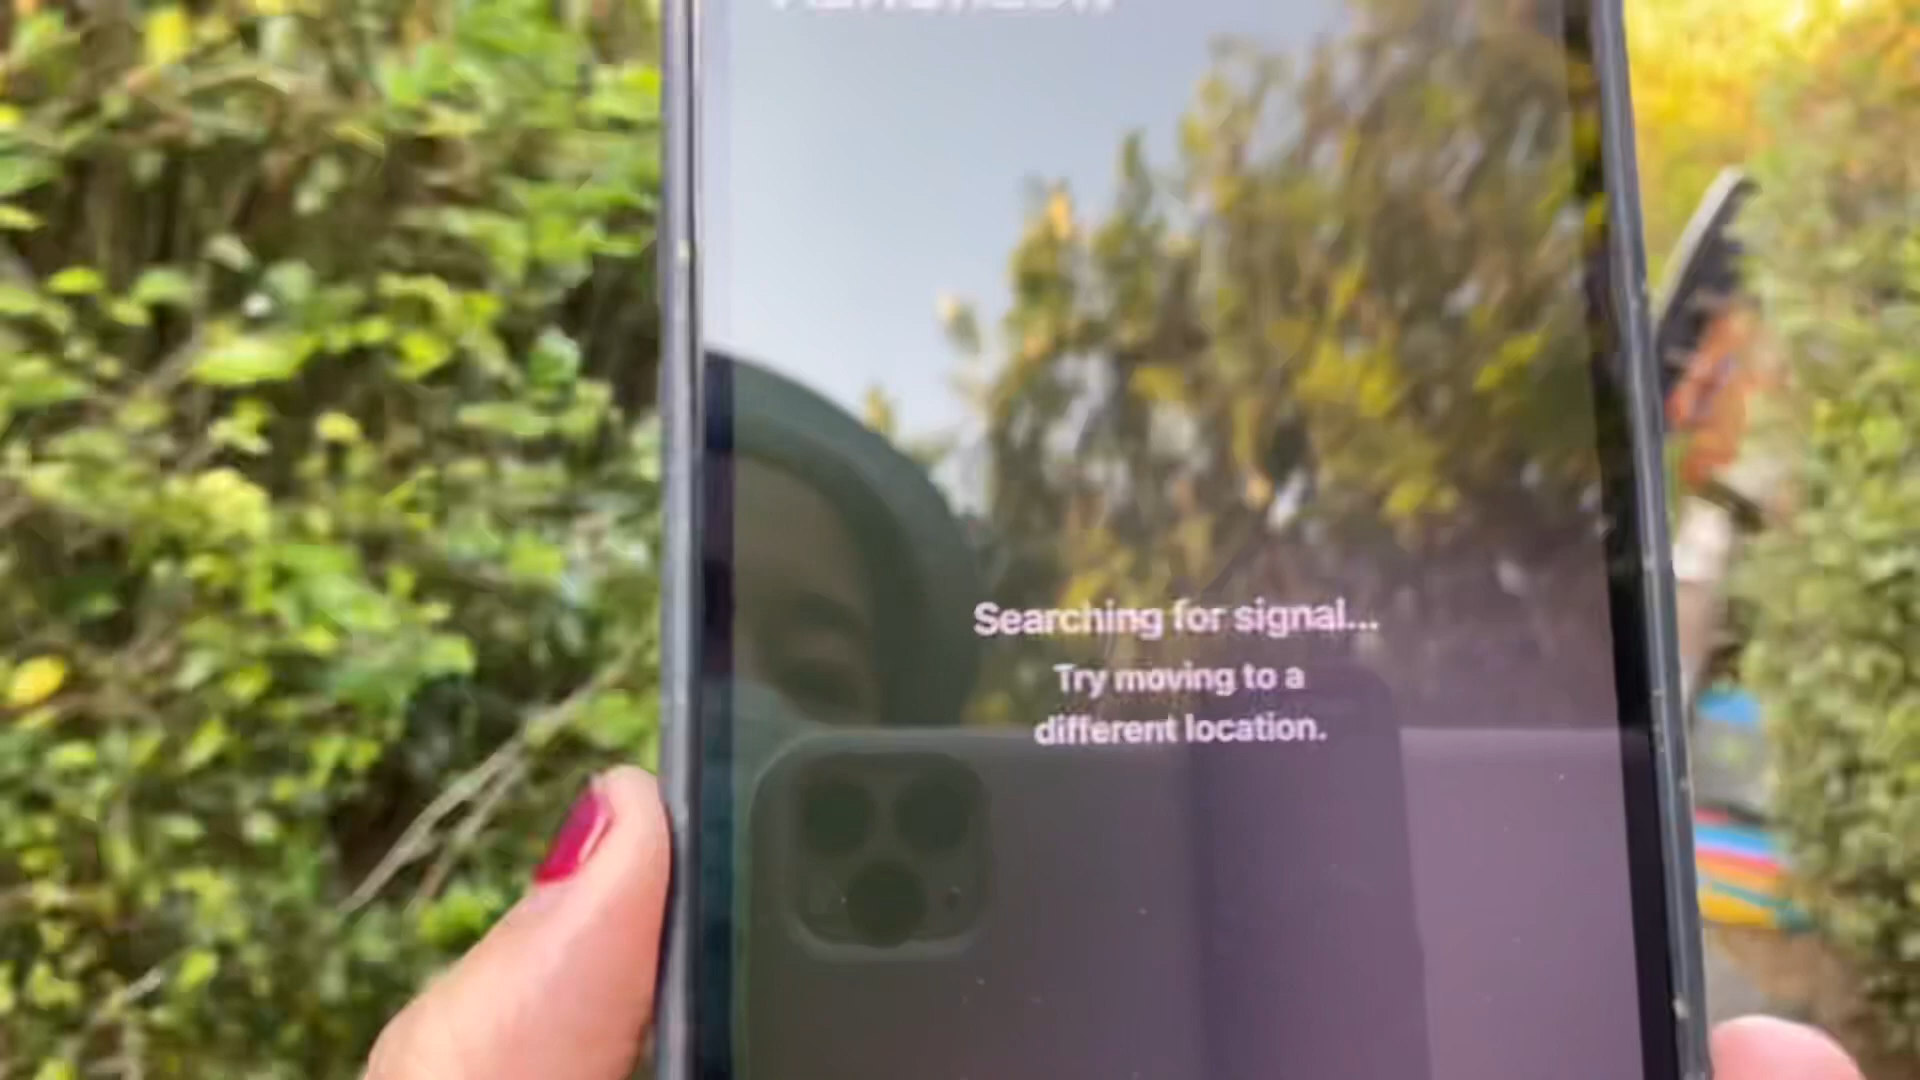 Searching for signal...
Try moving to a
different location.